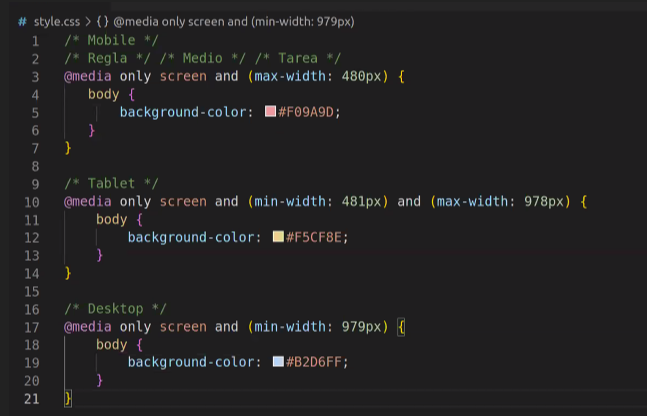 # style.css > {} @media only screen and (min-width: 979px)
1 /* Mobile */
2 /* Regla */ /* Medio */ /* Tarea */
3 @media only screen and (max-width: 480px) {
4 body {
5 background-color: #F09A9D;
6 }
7 }
8
9 /* Tablet */
10 @media only screen and (min-width: 481px) and (max-width: 978px) {
11 body {
12 background-color: #F5CF8E;
13 }
14 }
15
16 /* Desktop */
17 @media only screen and (min-width: 979px) {
18 body {
19 background-color: #B2D6FF;
20 }
21 }